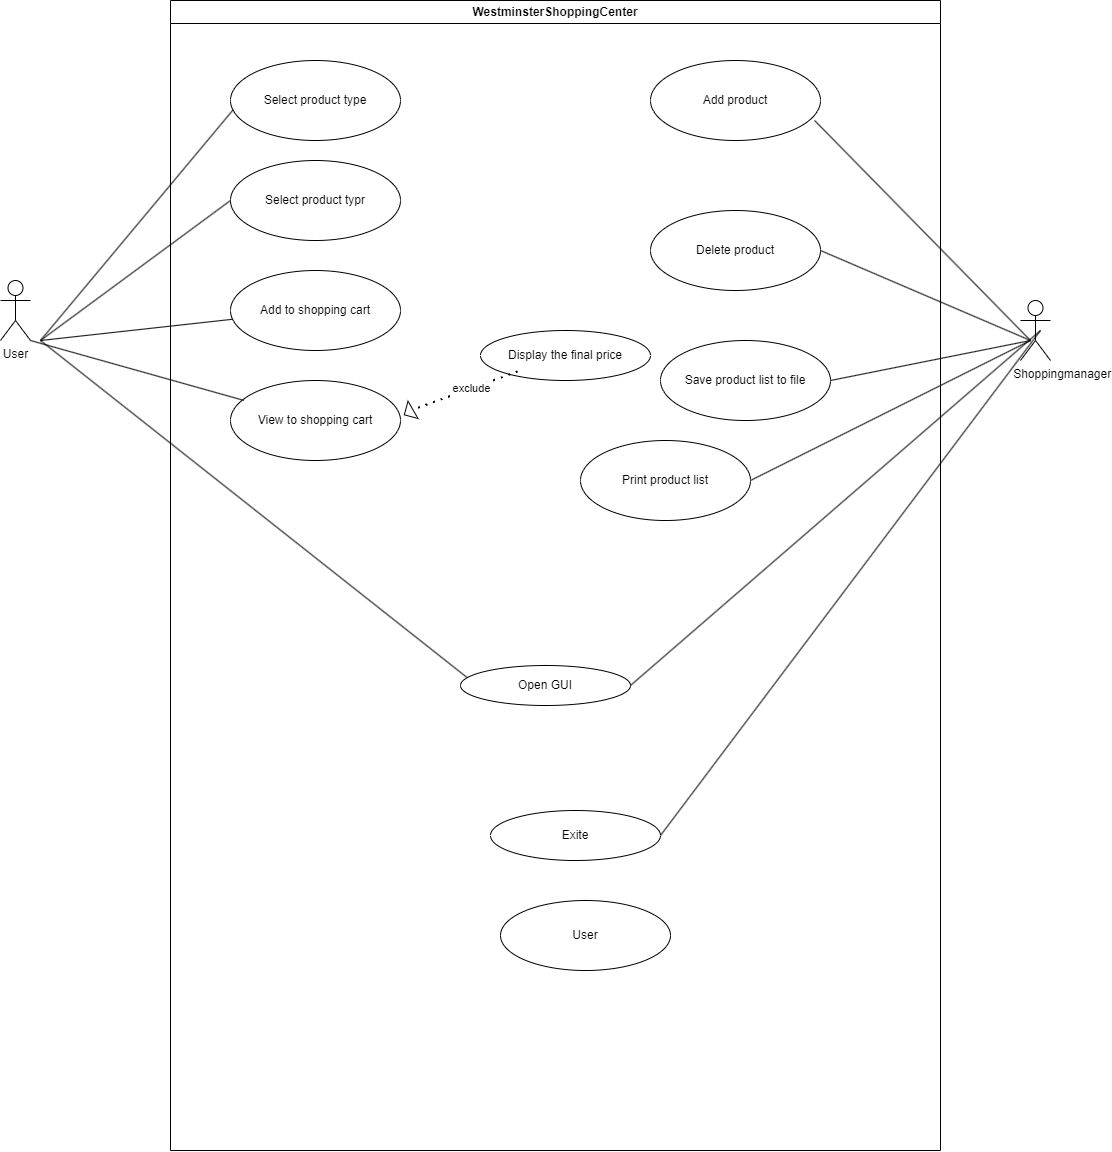 WestminsterShoppingCenter
Select product type
Add product
Select product typr
Delete product
Add to shopping cart
User
Display the final price
Shoppingmanager
Save product list to file
exclude
View to shopping cart
Print product list
Open GUI
Exite
User